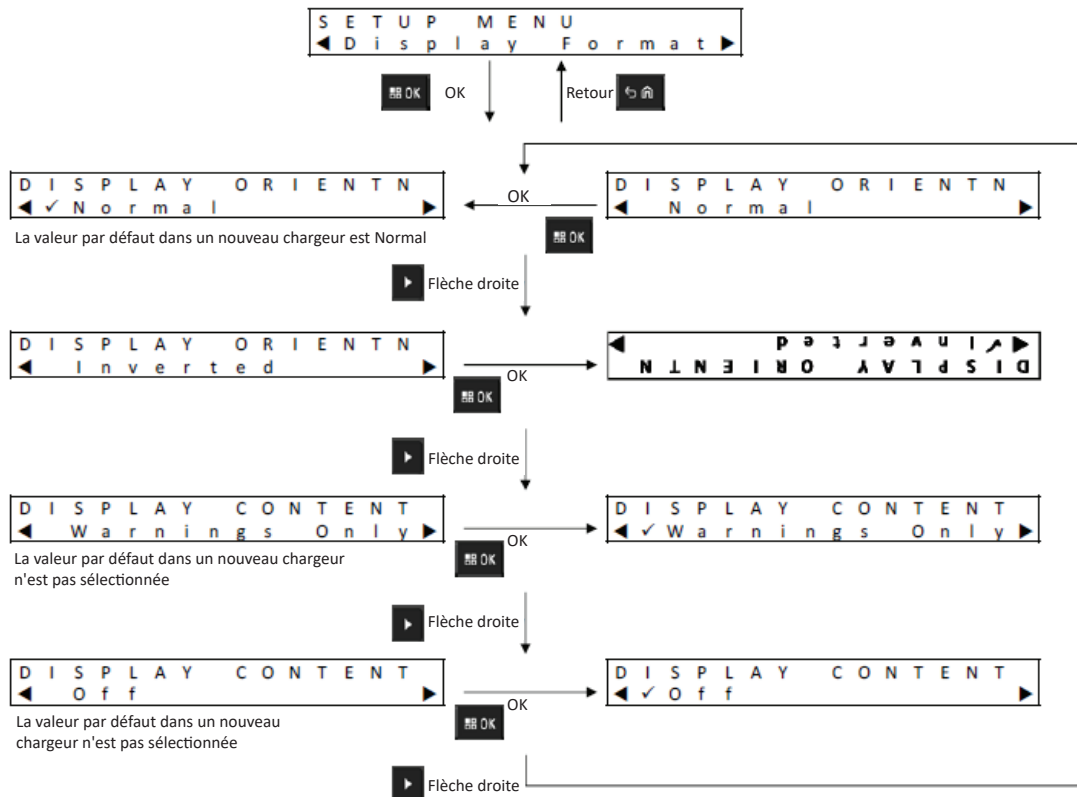 SETUP MENU
◀Display Format▶
OK OK Retour
DISPLAY ORIENTN
◀✓Normal ▶
La valeur par défaut dans un nouveau chargeur est Normal
OK
OK
DISPLAY ORIENTN
◀ Normal ▶
Flèche droite
DISPLAY ORIENTN
◀ Inverted ▶
OK
OK
DISPLAY ORIENTN
◀✓Inverted ▶
Flèche droite
DISPLAY CONTENT
◀ Warnings Only▶
La valeur par défaut dans un nouveau chargeur
n'est pas sélectionnée
OK
OK
DISPLAY CONTENT
◀✓Warnings Only▶
Flèche droite
DISPLAY CONTENT
◀ Off ▶
La valeur par défaut dans un nouveau
chargeur n'est pas sélectionnée
OK
OK
DISPLAY CONTENT
◀✓Off ▶
Flèche droite